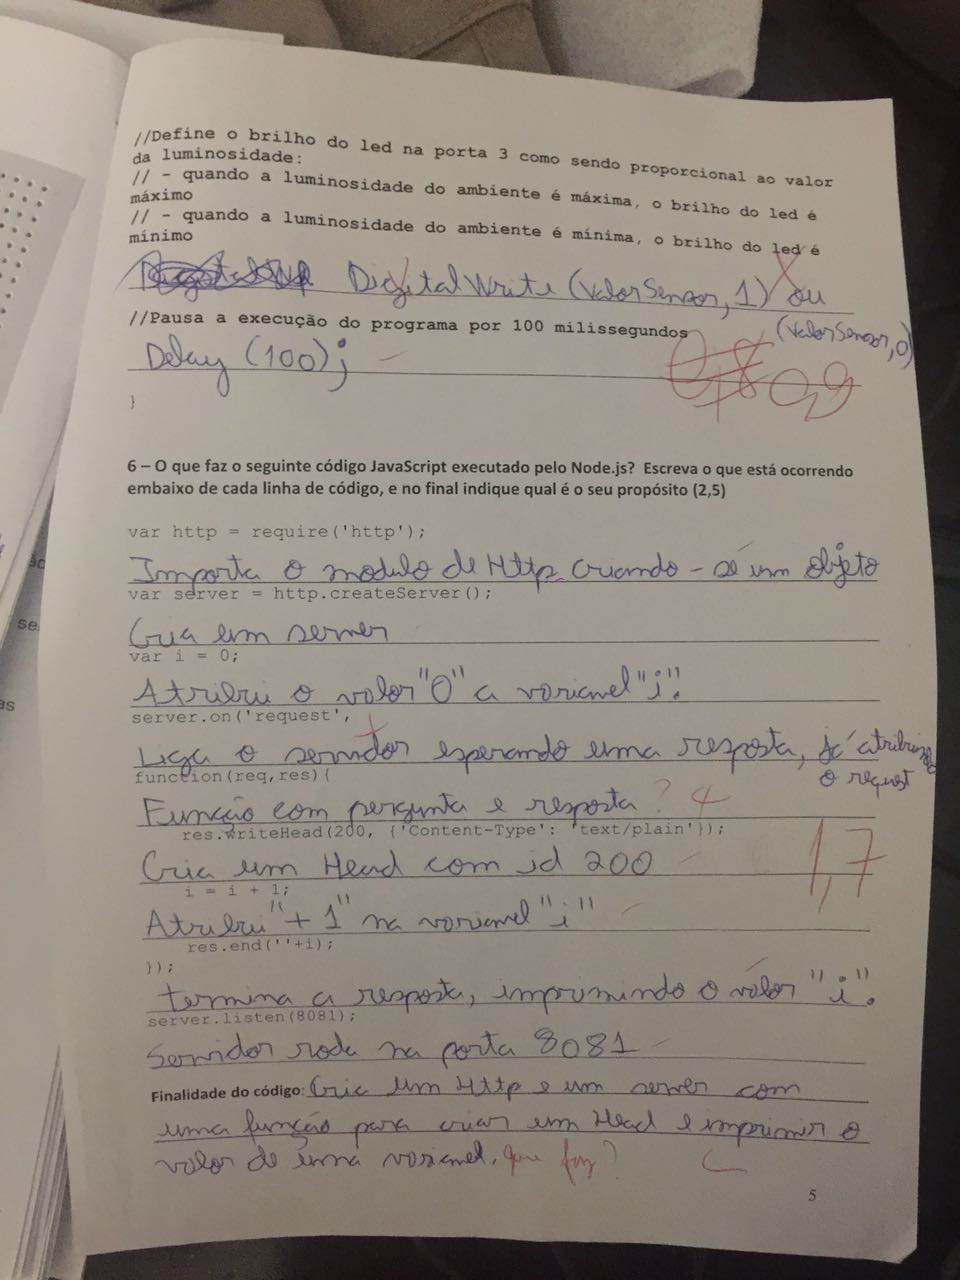 //Define o brilho do led na porta 3 como sendo proporcional ao valor
da luminosidade:
// - quando a luminosidade do ambiente é máxima, o brilho do led é
máximo
// - quando a luminosidade do ambiente é mínima, o brilho do led é
mínimo
DigitalWrite (ValorSensor, 1) ou
(ValorSensor, 0)
//Pausa a execução do programa por 100 milissegundos
Delay (100);
0,9
}
6 – O que faz o seguinte código JavaScript executado pelo Node.js? Escreva o que está ocorrendo
embaixo de cada linha de código, e no final indique qual é o seu propósito (2,5)
var http = require('http');
Importa o modulo de Http criando-se um objeto
var server = http.createServer();
Cria um server
var i = 0;
Atribui o valor "0" a variavel "i".
server.on('request',
Liga o servidor esperando uma resposta, já atribuindo
o request
function(req,res){
Função com pergunta e resposta ?
res.writeHead(200, {'Content-Type': 'text/plain'});
Cria um Head com id 200
1,7
i = i + 1;
Atribui "+ 1" na variavel "i"
res.end(''+i);
});
termina a resposta, imprimindo o valor "i".
server.listen(8081);
Servidor roda na porta 8081
Finalidade do código: Cria um Http e um server com
uma função para criar um Head e imprimir o
valor de uma variavel. que faz?
5